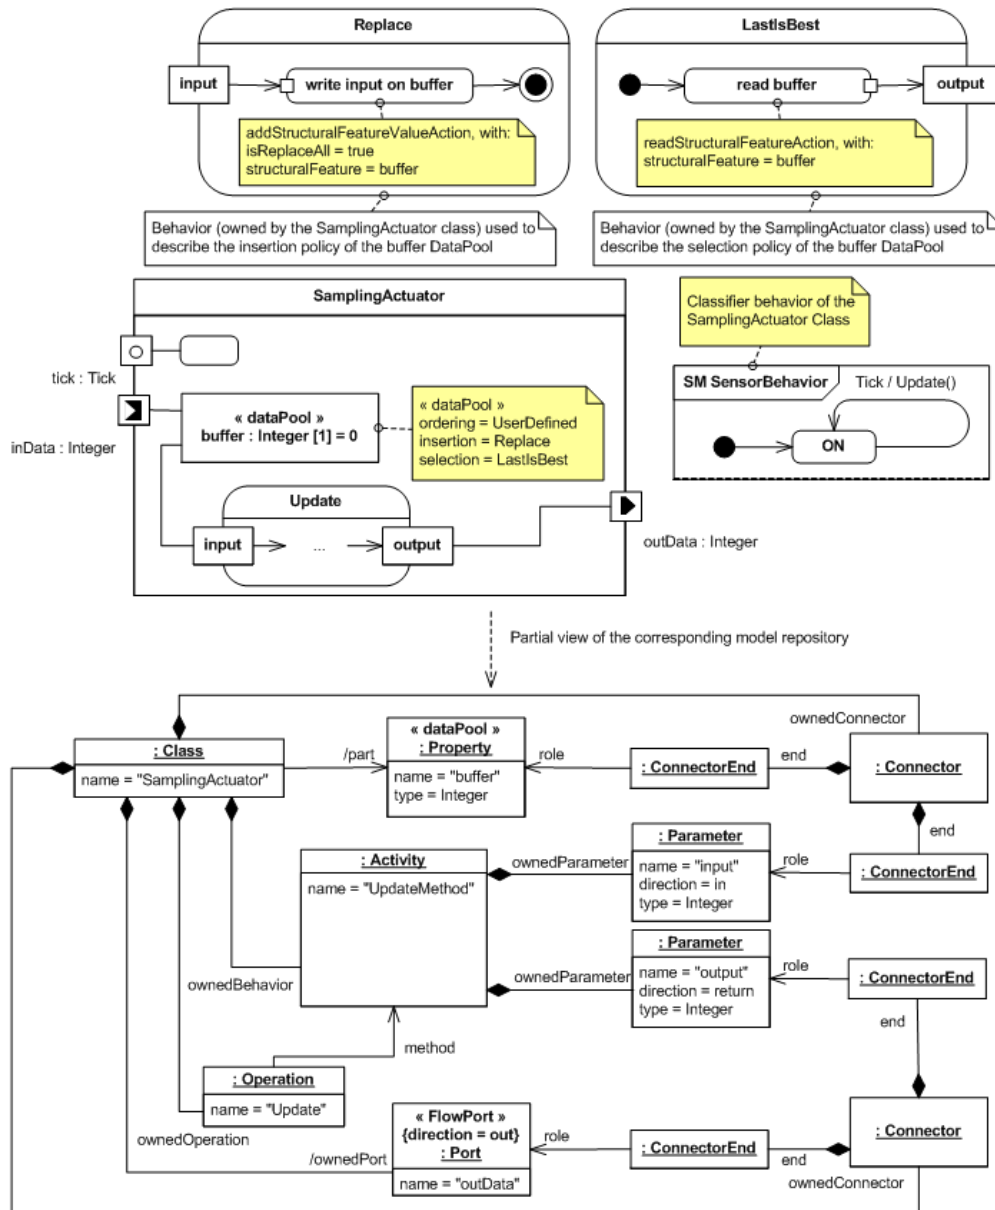 Replace
input
write input on buffer
addStructuralFeatureValueAction, with:
isReplaceAll = true
structuralFeature = buffer
Behavior (owned by the SamplingActuator class) used to
describe the insertion policy of the buffer DataPool
LastIsBest
read buffer
output
readStructuralFeatureAction, with:
structuralFeature = buffer
Behavior (owned by the SamplingActuator class) used to
describe the selection policy of the buffer DataPool
SamplingActuator
tick : Tick
inData : Integer
« dataPool »
buffer : Integer [1] = 0
« dataPool »
ordering = UserDefined
insertion = Replace
selection = LastIsBest
Update
input
...
output
outData : Integer
Classifier behavior of the
SamplingActuator Class
SM SensorBehavior
Tick / Update()
ON
Partial view of the corresponding model repository
ownedConnector
: Class
name = "SamplingActuator"
/part
« dataPool »
: Property
name = "buffer"
type = Integer
role
: ConnectorEnd
end
: Connector
end
: Activity
name = "UpdateMethod"
ownedParameter
: Parameter
name = "input"
direction = in
type = Integer
role
: ConnectorEnd
ownedBehavior
ownedParameter
: Parameter
name = "output"
direction = return
type = Integer
role
: ConnectorEnd
end
method
: Operation
name = "Update"
ownedOperation
/ownedPort
« FlowPort »
{direction = out}
: Port
name = "outData"
role
: ConnectorEnd
end
: Connector
ownedConnector